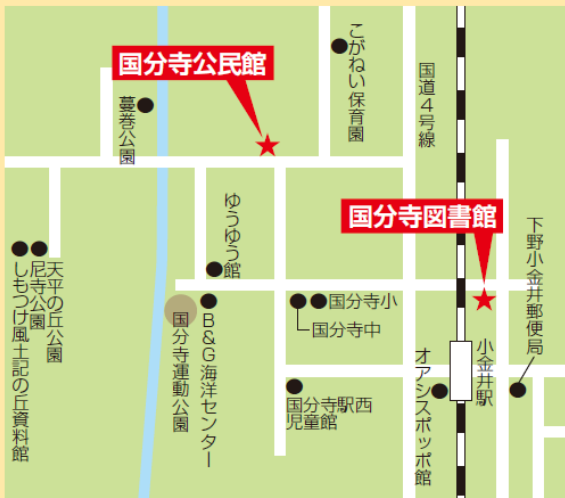 国分寺公民館
蔓巻公園
こがねい保育園
国道4号線
国分寺図書館
下野小金井郵便局
ゆうゆう館
天平の丘公園
尼寺公園
しもつけ風土記の丘資料館
国分寺運動公園
B&G海洋センター
国分寺小
国分寺中
国分寺駅西
児童館
オアシスポッポ館
小金井駅